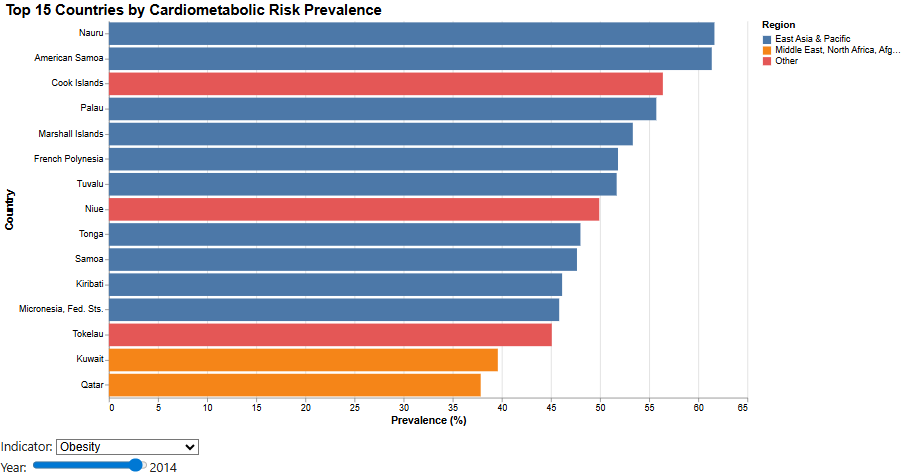 Top 15 Countries by Cardiometabolic Risk Prevalence
Region
East Asia & Pacific
Middle East, North Africa, Afg…
Other
Country
Nauru
American Samoa
Cook Islands
Palau
Marshall Islands
French Polynesia
Tuvalu
Niue
Tonga
Samoa
Kiribati
Micronesia, Fed. Sts.
Tokelau
Kuwait
Qatar
0 5 10 15 20 25 30 35 40 45 50 55 60 65
Prevalence (%)
Indicator: Obesity
Year: 2014